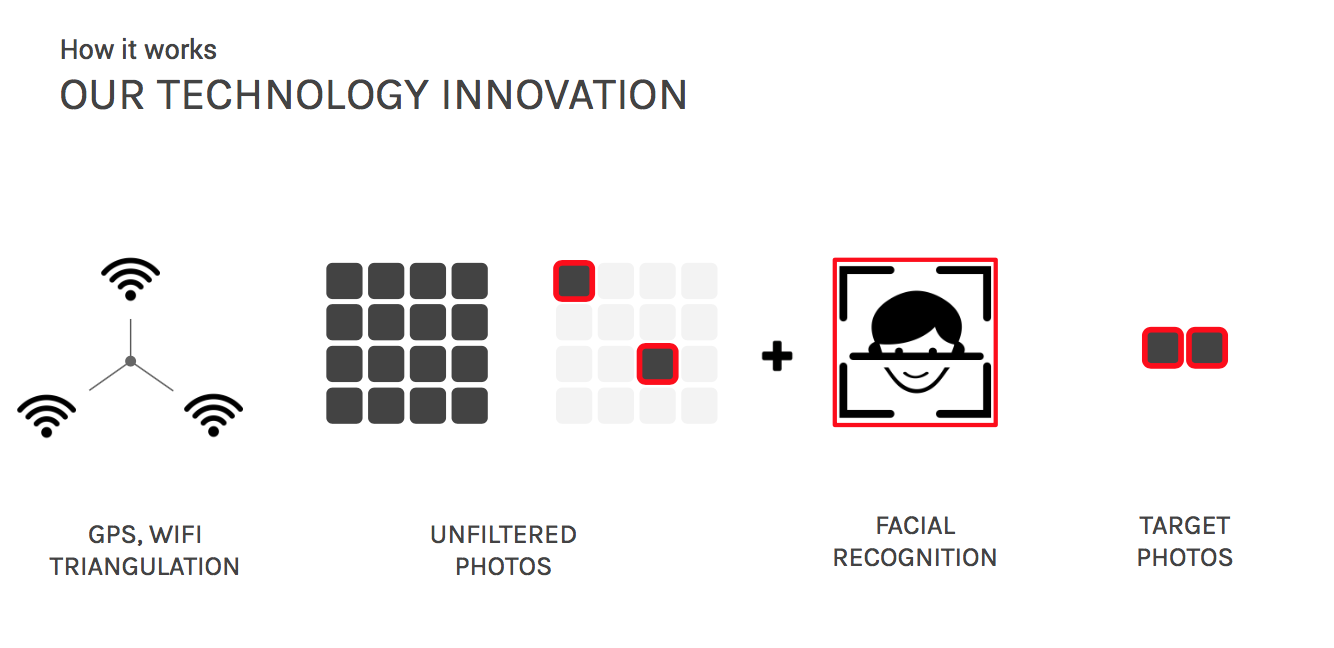 How it works
OUR TECHNOLOGY INNOVATION
GPS, WIFI
TRIANGULATION
UNFILTERED
PHOTOS
FACIAL
RECOGNITION
TARGET
PHOTOS